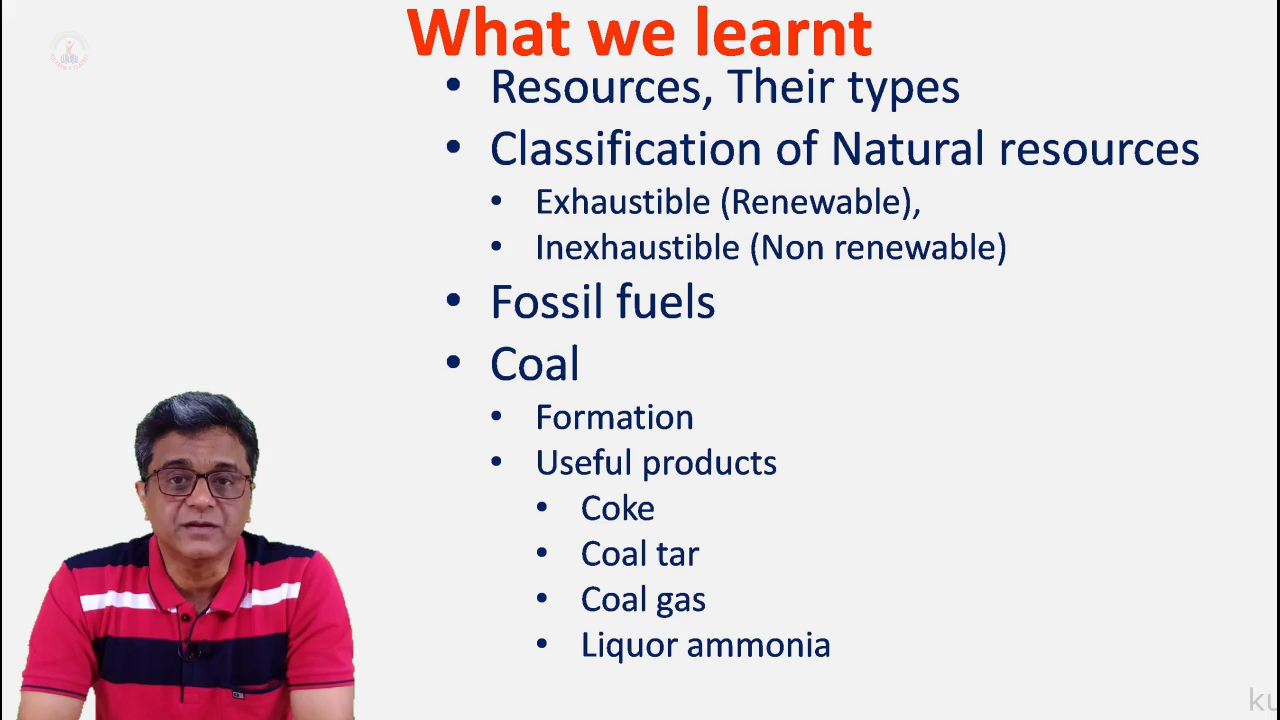 What we learnt
• Resources, Their types
• Classification of Natural resources
• Exhaustible (Renewable),
• Inexhaustible (Non renewable)
• Fossil fuels
• Coal
• Formation
• Useful products
• Coke
• Coal tar
• Coal gas
• Liquor ammonia